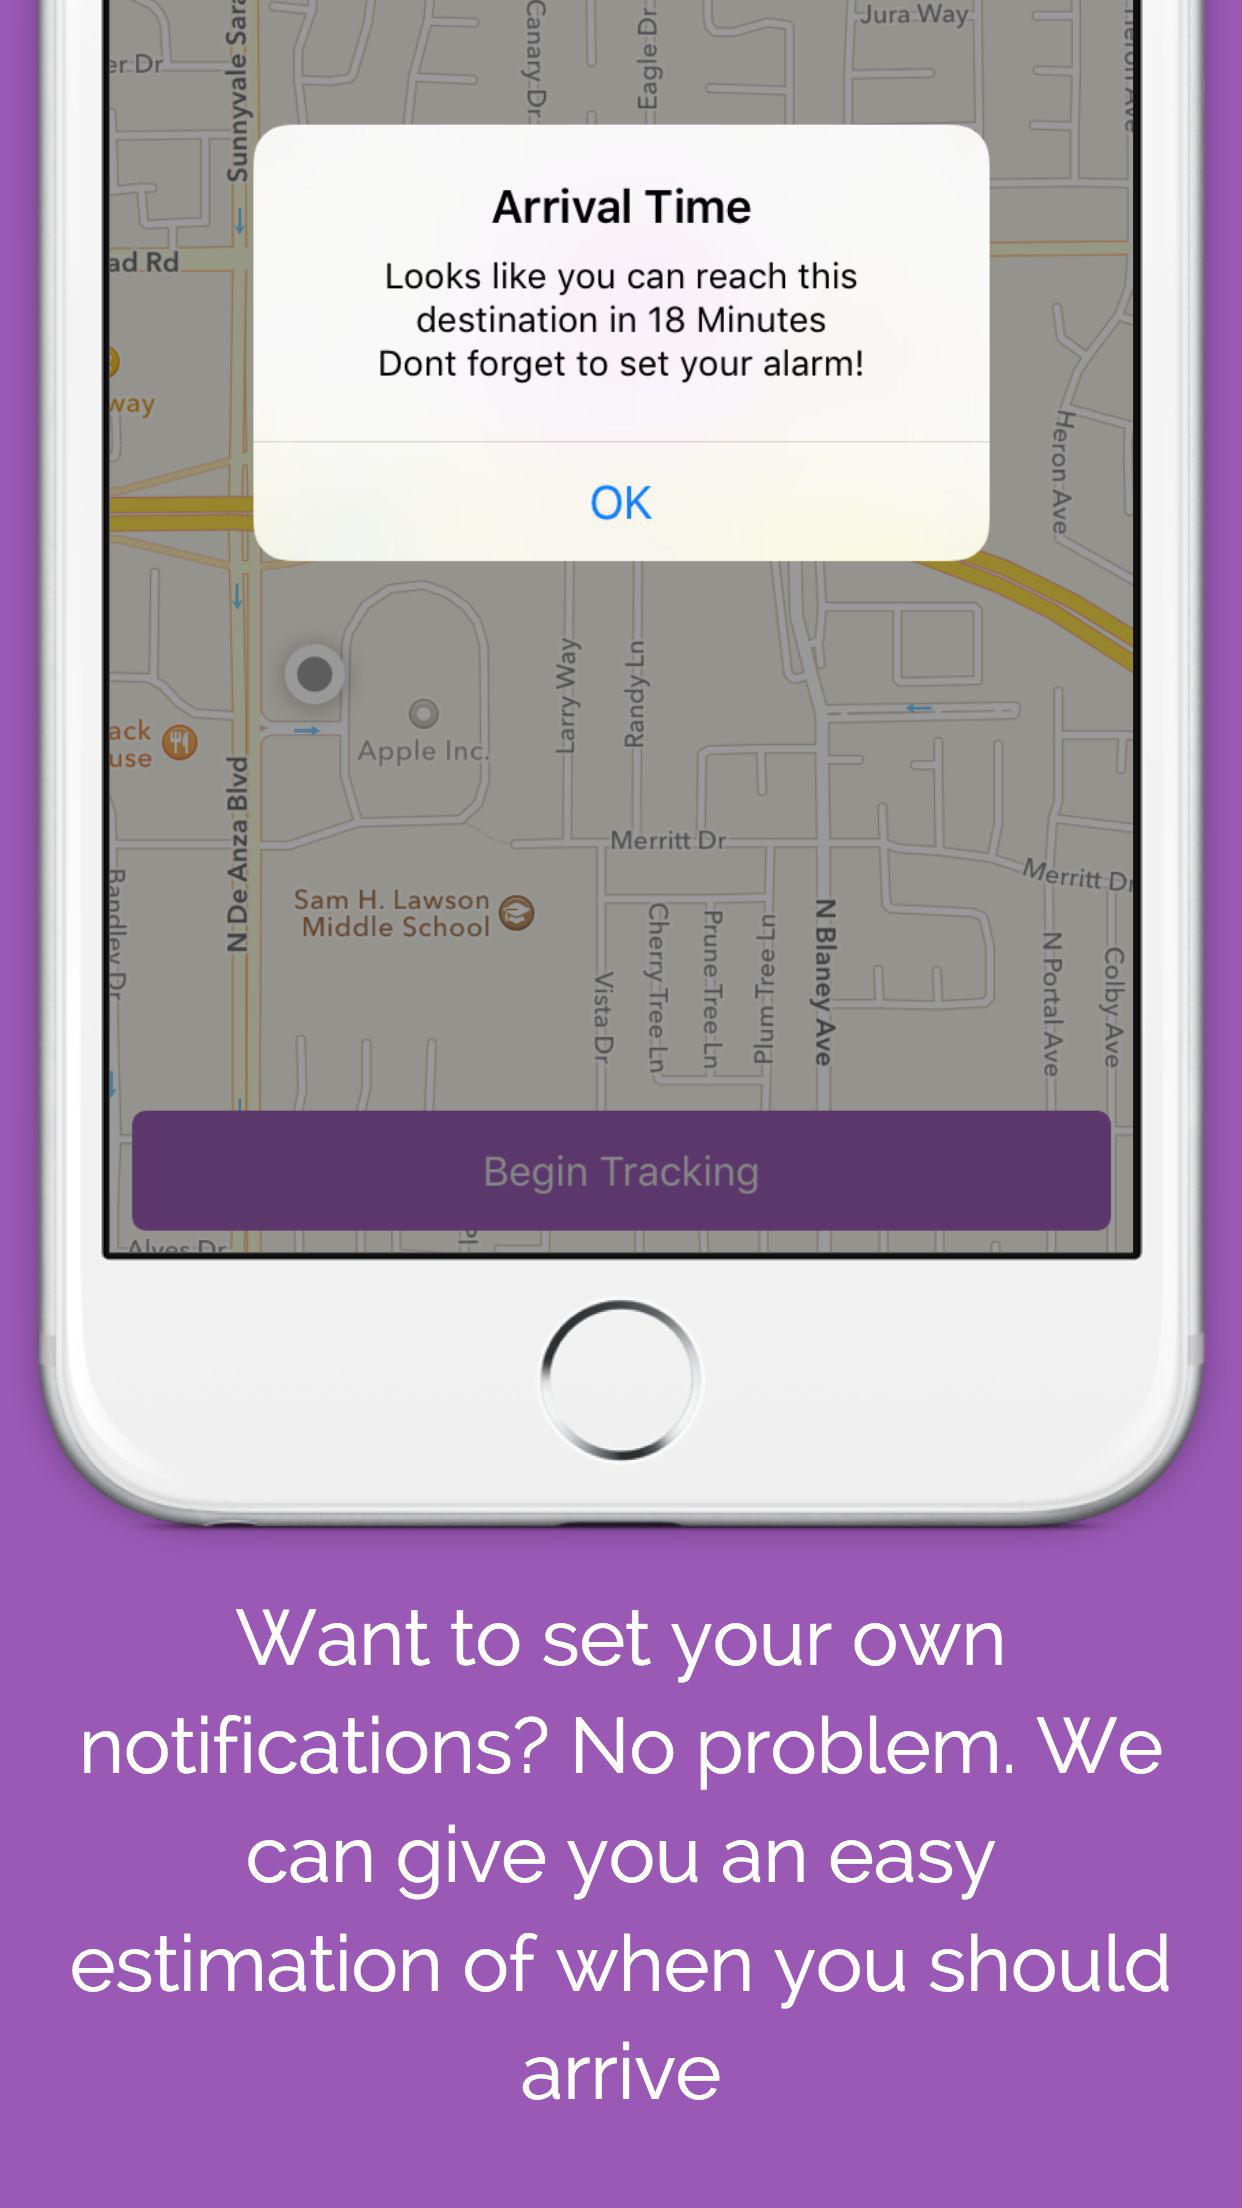 Jura Way
Canary Dr
Eagle Dr
er Dr
Sunnyvale Sara
Heron Ave
ad Rd
Arrival Time
Looks like you can reach this
destination in 18 Minutes
Dont forget to set your alarm!
OK
way
Heron Ave
Larry Way
Randy Ln
ack
use
Apple Inc.
N De Anza Blvd
Merritt Dr
Merritt Dr
Bandley Dr
Sam H. Lawson
Middle School
Cherry Tree Ln
Prune Tree Ln
Plum Tree Ln
N Blaney Ave
Vista Dr
N Portal Ave
Colby Ave
Begin Tracking
Alves Dr
Pl
Want to set your own
notifications? No problem. We
can give you an easy
estimation of when you should
arrive